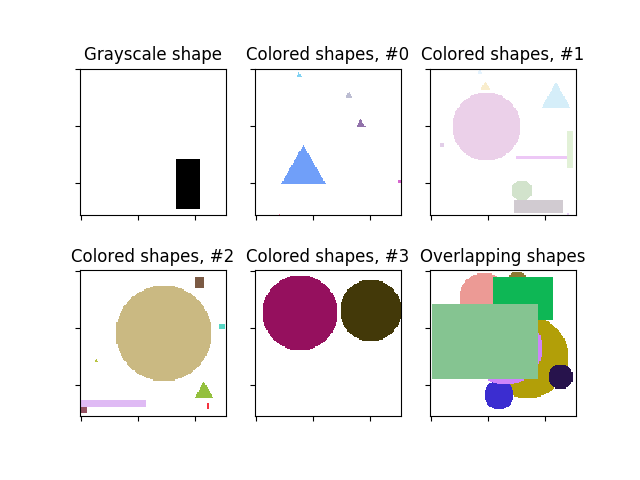 Grayscale shape
Colored shapes, #0
Colored shapes, #1
Colored shapes, #2
Colored shapes, #3
Overlapping shapes